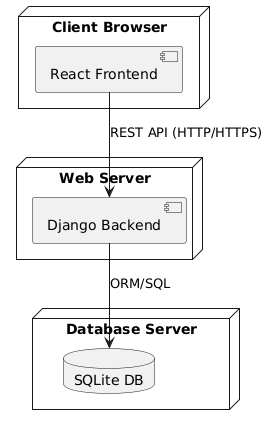 Client Browser
React Frontend
REST API (HTTP/HTTPS)
Web Server
Django Backend
ORM/SQL
Database Server
SQLite DB